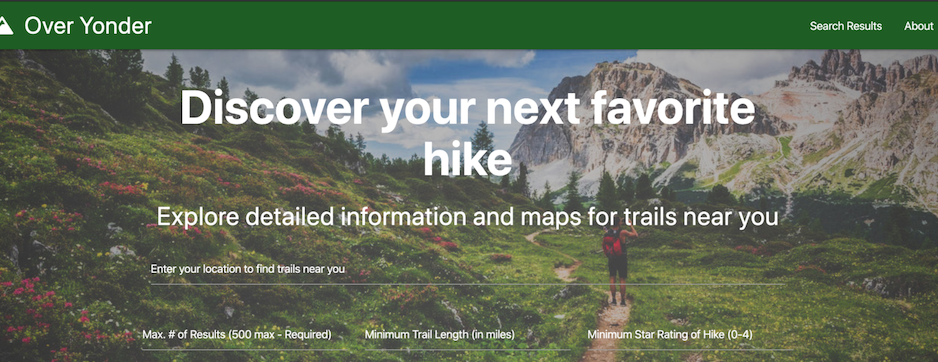 Over Yonder
Search Results
About
Discover your next favorite
hike
Explore detailed information and maps for trails near you
Enter your location to find trails near you
Max. # of Results (500 max - Required)
Minimum Trail Length (in miles)
Minimum Star Rating of Hike (0-4)